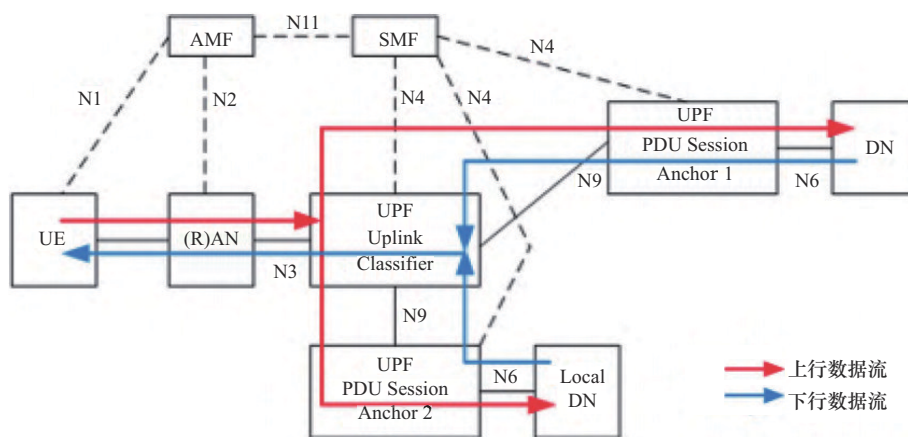 N11
AMF
SMF
N4
N1
N2
N4
N4
UPF
PDU Session
Anchor 1
DN
N9
N6
UE
(R)AN
UPF
Uplink
Classifier
N3
N9
UPF
PDU Session
Anchor 2
N6
Local
DN
上行数据流
下行数据流